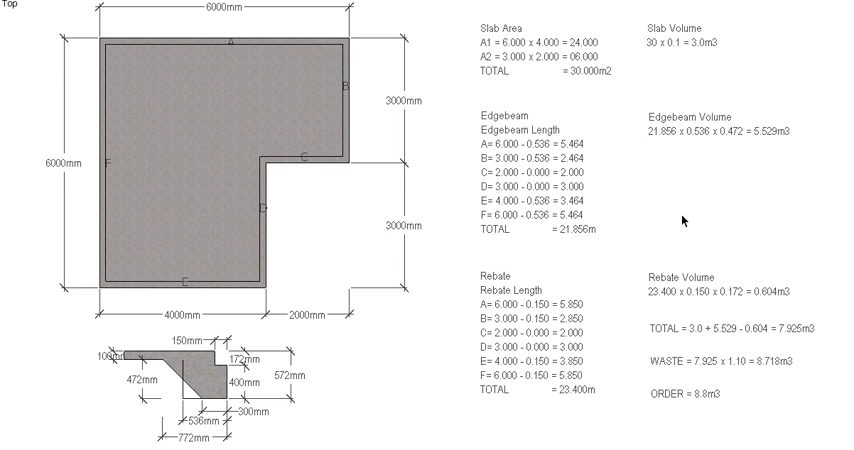 Top
6000mm
A
B
3000mm
C
6000mm
F
D
3000mm
E
4000mm
2000mm
150mm
100mm
172mm
572mm
472mm
400mm
300mm
536mm
772mm
Slab Area
A1 = 6.000 x 4.000 = 24.000
A2 = 3.000 x 2.000 = 06.000
TOTAL = 30.000m2
Slab Volume
30 x 0.1 = 3.0m3
Edgebeam
Edgebeam Length
A= 6.000 - 0.536 = 5.464
B= 3.000 - 0.536 = 2.464
C= 2.000 - 0.000 = 2.000
D= 3.000 - 0.000 = 3.000
E= 4.000 - 0.536 = 3.464
F= 6.000 - 0.536 = 5.464
TOTAL = 21.856m
Edgebeam Volume
21.856 x 0.536 x 0.472 = 5.529m3
Rebate
Rebate Length
A= 6.000 - 0.150 = 5.850
B= 3.000 - 0.150 = 2.850
C= 2.000 - 0.000 = 2.000
D= 3.000 - 0.000 = 3.000
E= 4.000 - 0.150 = 3.850
F= 6.000 - 0.150 = 5.850
TOTAL = 23.400m
Rebate Volume
23.400 x 0.150 x 0.172 = 0.604m3
TOTAL = 3.0 + 5.529 - 0.604 = 7.925m3
WASTE = 7.925 x 1.10 = 8.718m3
ORDER = 8.8m3